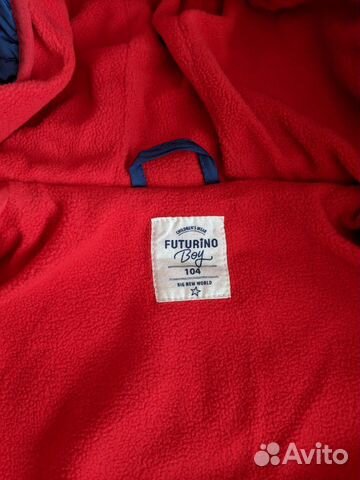 CHILDREN'S WEAR
FUTURINO
Boy
104
BIG NEW WORLD
Avito